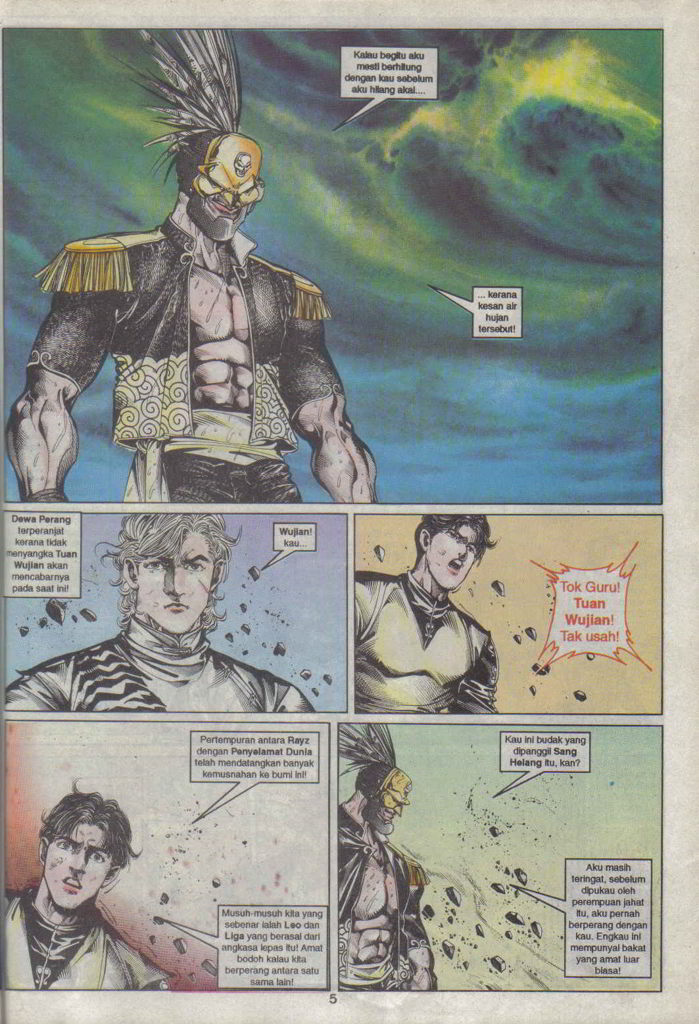 Kalau begitu aku
mesti berhitung
dengan kau sebelum
aku hilang akal....
... kerana
kesan air
hujan
tersebut!
Dewa Perang
terperanjat
kerana tidak
menyangka Tuan
Wujian akan
mencabarnya
pada saat ini!
Wujian!
kau...
Tok Guru!
Tuan
Wujian!
Tak usah!
Pertempuran antara Rayz
dengan Penyelamat Dunia
telah mendatangkan banyak
kemusnahan ke bumi ini!
Musuh-musuh kita yang
sebenar ialah Leo dan
Liga yang berasal dari
angkasa lepas itu! Amat
bodoh kalau kita
berperang antara satu
sama lain!
Kau ini budak yang
dipanggil Sang
Helang itu, kan?
Aku masih
teringat, sebelum
dipukau oleh
perempuan jahat
itu, aku pernah
berperang dengan
kau. Engkau ini
mempunyai bakat
yang amat luar
biasa!
5